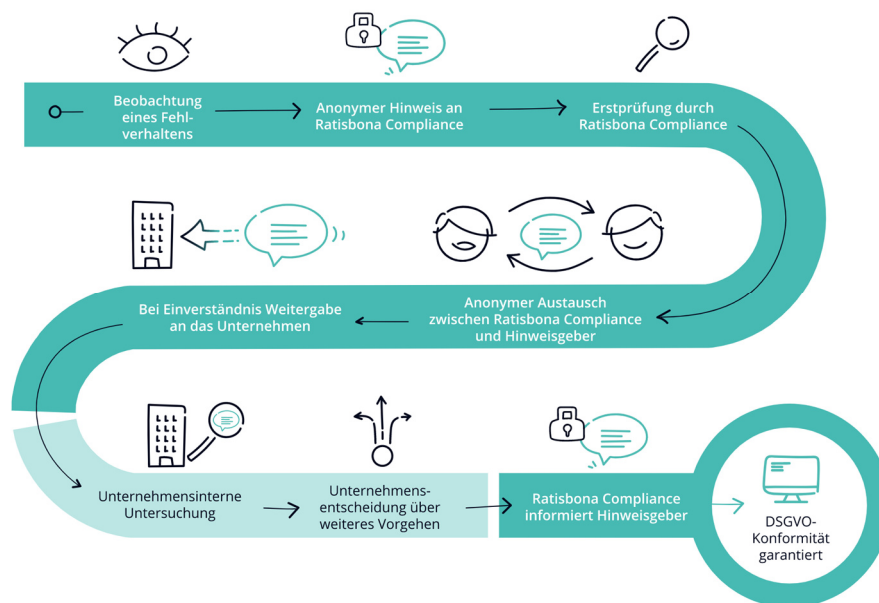 Beobachtung
eines Fehl-
verhaltens
Anonymer Hinweis an
Ratisbona Compliance
Erstprüfung durch
Ratisbona Compliance
Anonymer Austausch
zwischen Ratisbona Compliance
und Hinweisgeber
Bei Einverständnis Weitergabe
an das Unternehmen
Unternehmensinterne
Untersuchung
Unternehmens-
entscheidung über
weiteres Vorgehen
Ratisbona Compliance
informiert Hinweisgeber
DSGVO-
Konformität
garantiert